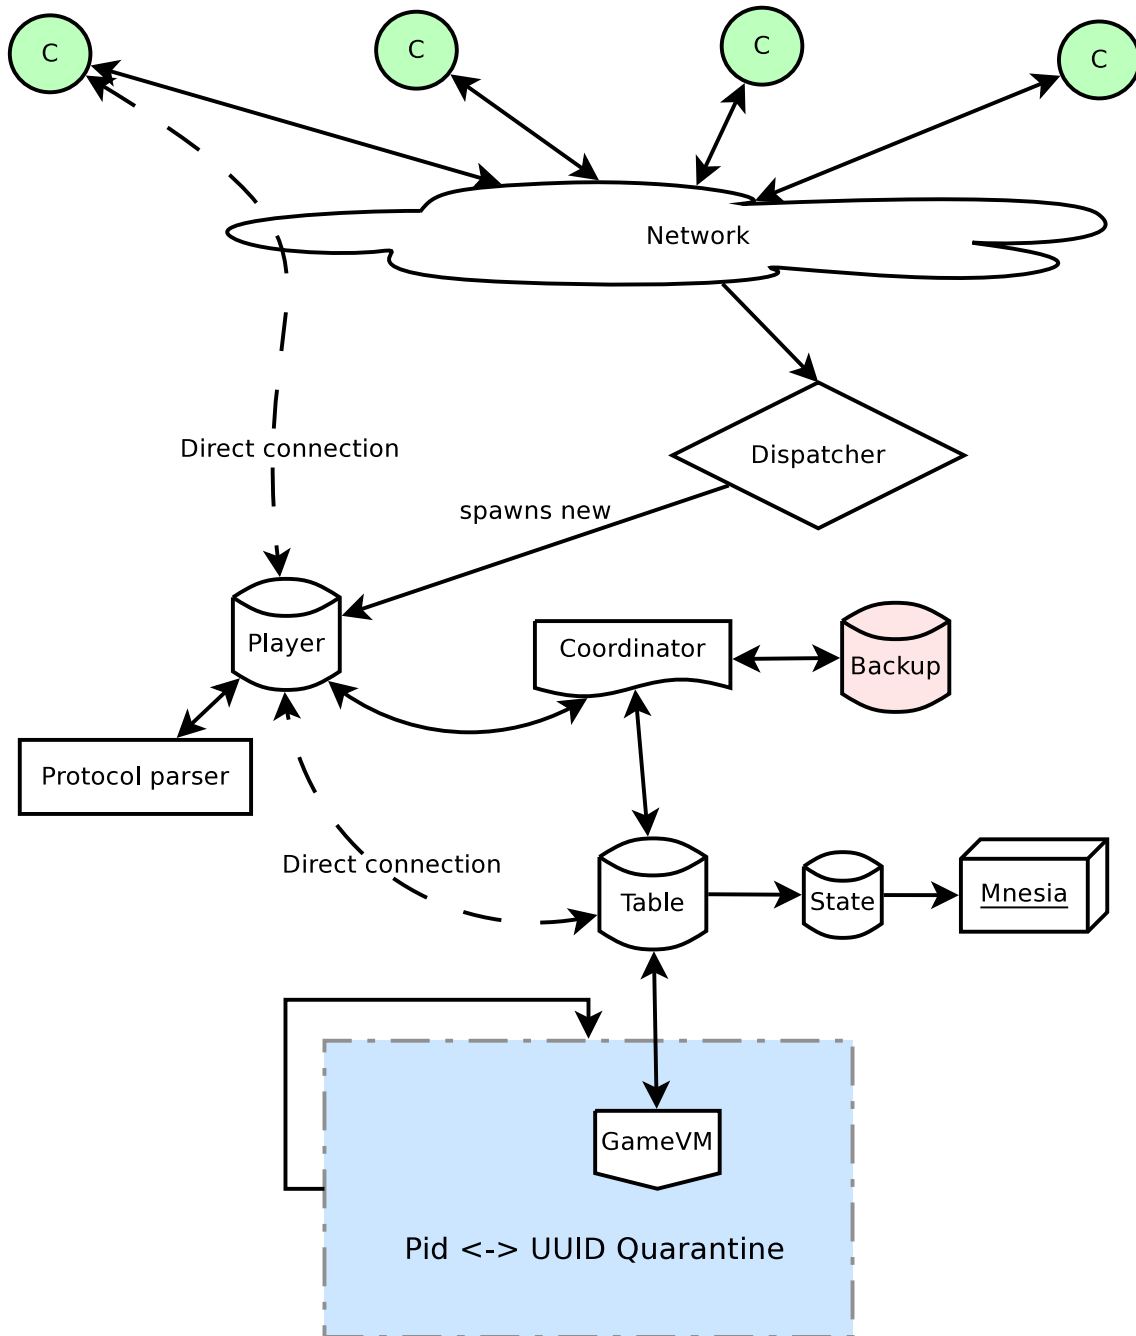 C
C
C
C
Network
Direct connection
Dispatcher
spawns new
Player
Coordinator
Backup
Protocol parser
Direct connection
Table
State
Mnesia
GameVM
Pid <-> UUID Quarantine